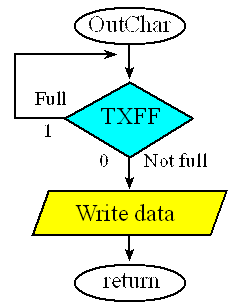 OutChar
Full
TXFF
1
0 Not full
Write data
return